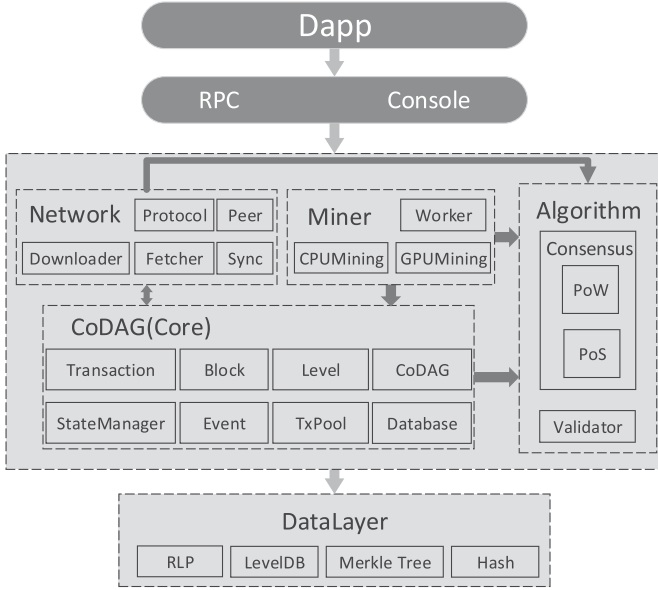 Dapp
RPC Console
Network
Protocol Peer
Downloader Fetcher Sync
Miner
Worker
CPUMining GPUMining
Algorithm
Consensus
PoW
PoS
Validator
CoDAG(Core)
Transaction Block Level CoDAG
StateManager Event TxPool Database
DataLayer
RLP LevelDB Merkle Tree Hash